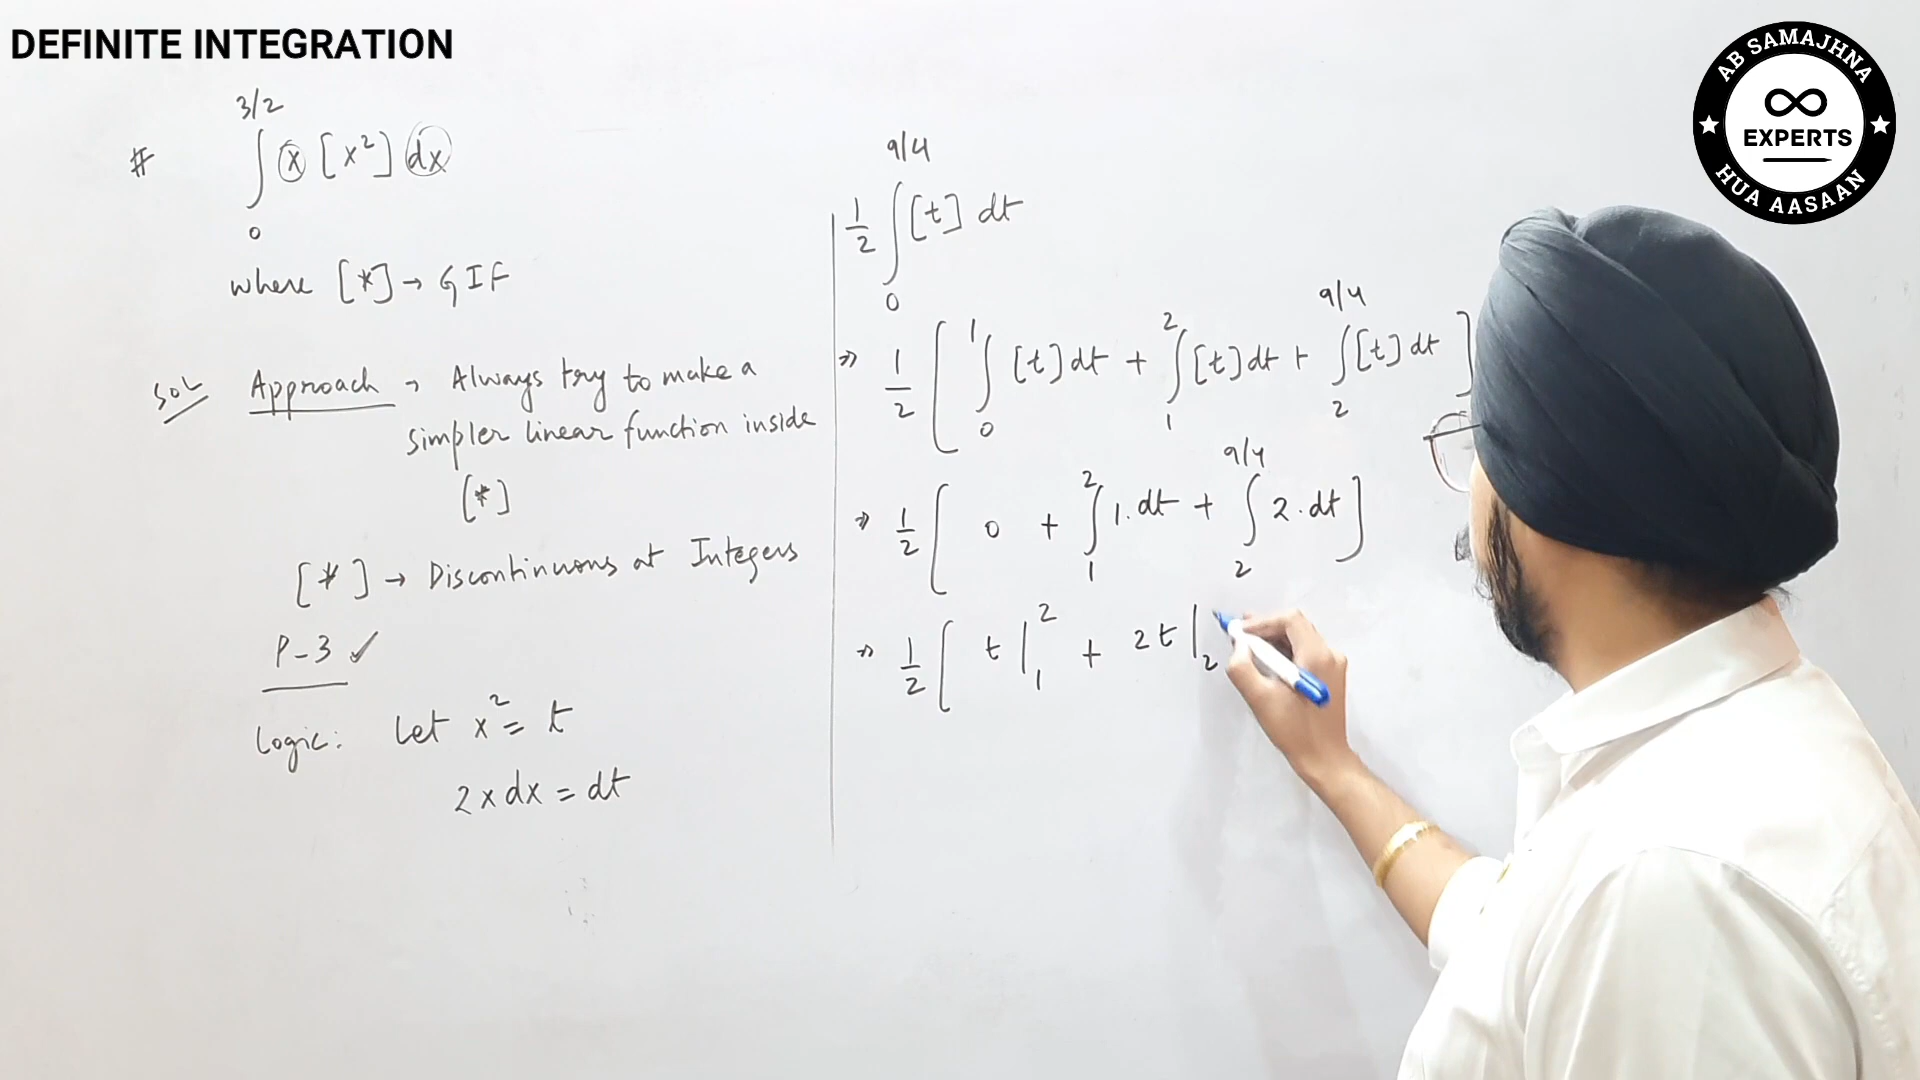 DEFINITE INTEGRATION
AB SAMAJHNA
EXPERTS
HUA AASAAN
# ∫₀^{3/2} x [x²] dx
where [*] → GIF
Sol Approach → Always try to make a
simpler linear function inside
[*]
[*] → Discontinuous at Integers
P-3 ✓
Logic: Let x² = t
2x dx = dt
1/2 ∫₀^{9/4} [t] dt
⇒ 1/2 [ ∫₀^1 [t] dt + ∫₁^2 [t] dt + ∫₂^{9/4} [t] dt ]
⇒ 1/2 [ 0 + ∫₁^2 1. dt + ∫₂^{9/4} 2. dt ]
⇒ 1/2 [ t |₁^2 + 2t |₂